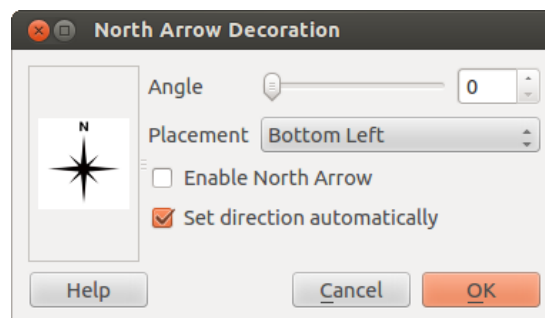 North Arrow Decoration
Angle 0
N
Placement Bottom Left
Enable North Arrow
Set direction automatically
Help Cancel OK